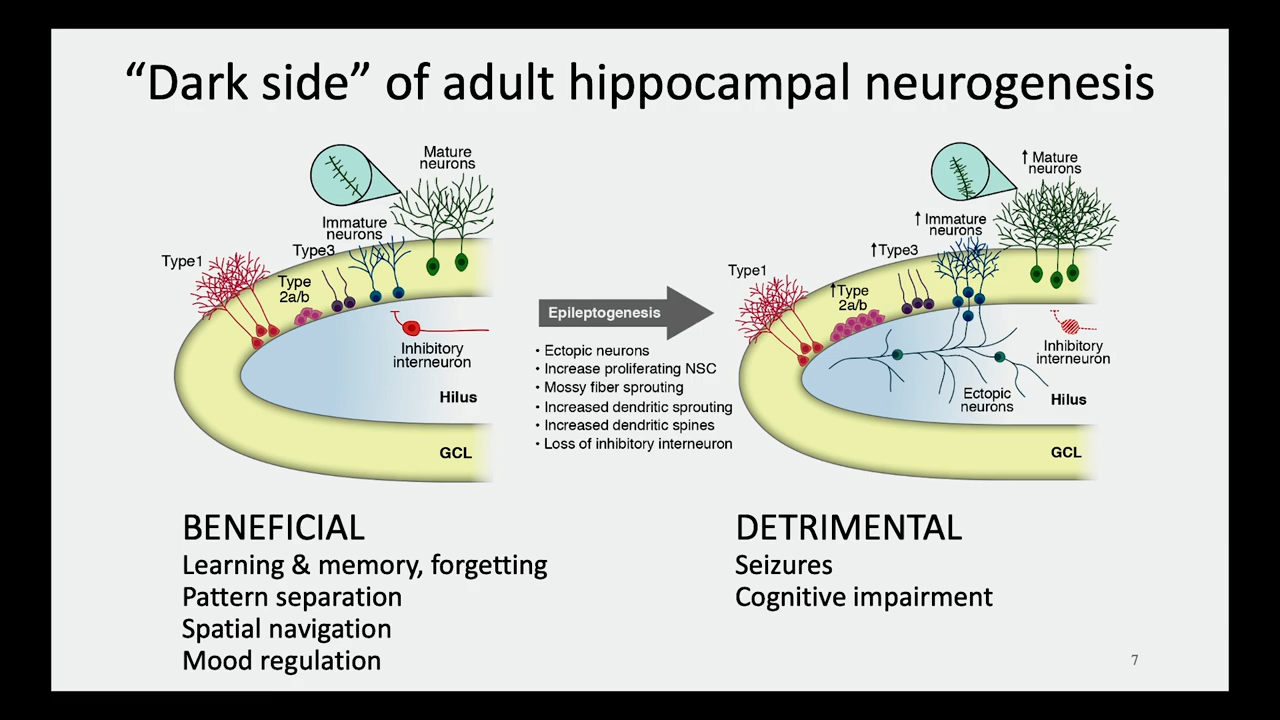 “Dark side” of adult hippocampal neurogenesis
Mature
neurons
Immature
neurons
Type3
Type1
Type
2a/b
Inhibitory
interneuron
Hilus
GCL
Epileptogenesis
• Ectopic neurons
• Increase proliferating NSC
• Mossy fiber sprouting
• Increased dendritic sprouting
• Increased dendritic spines
• Loss of inhibitory interneuron
↑ Mature
neurons
↑ Immature
neurons
↑Type3
Type1
↑Type
2a/b
Inhibitory
interneuron
Ectopic
neurons
Hilus
GCL
BENEFICIAL
Learning & memory, forgetting
Pattern separation
Spatial navigation
Mood regulation
DETRIMENTAL
Seizures
Cognitive impairment
7